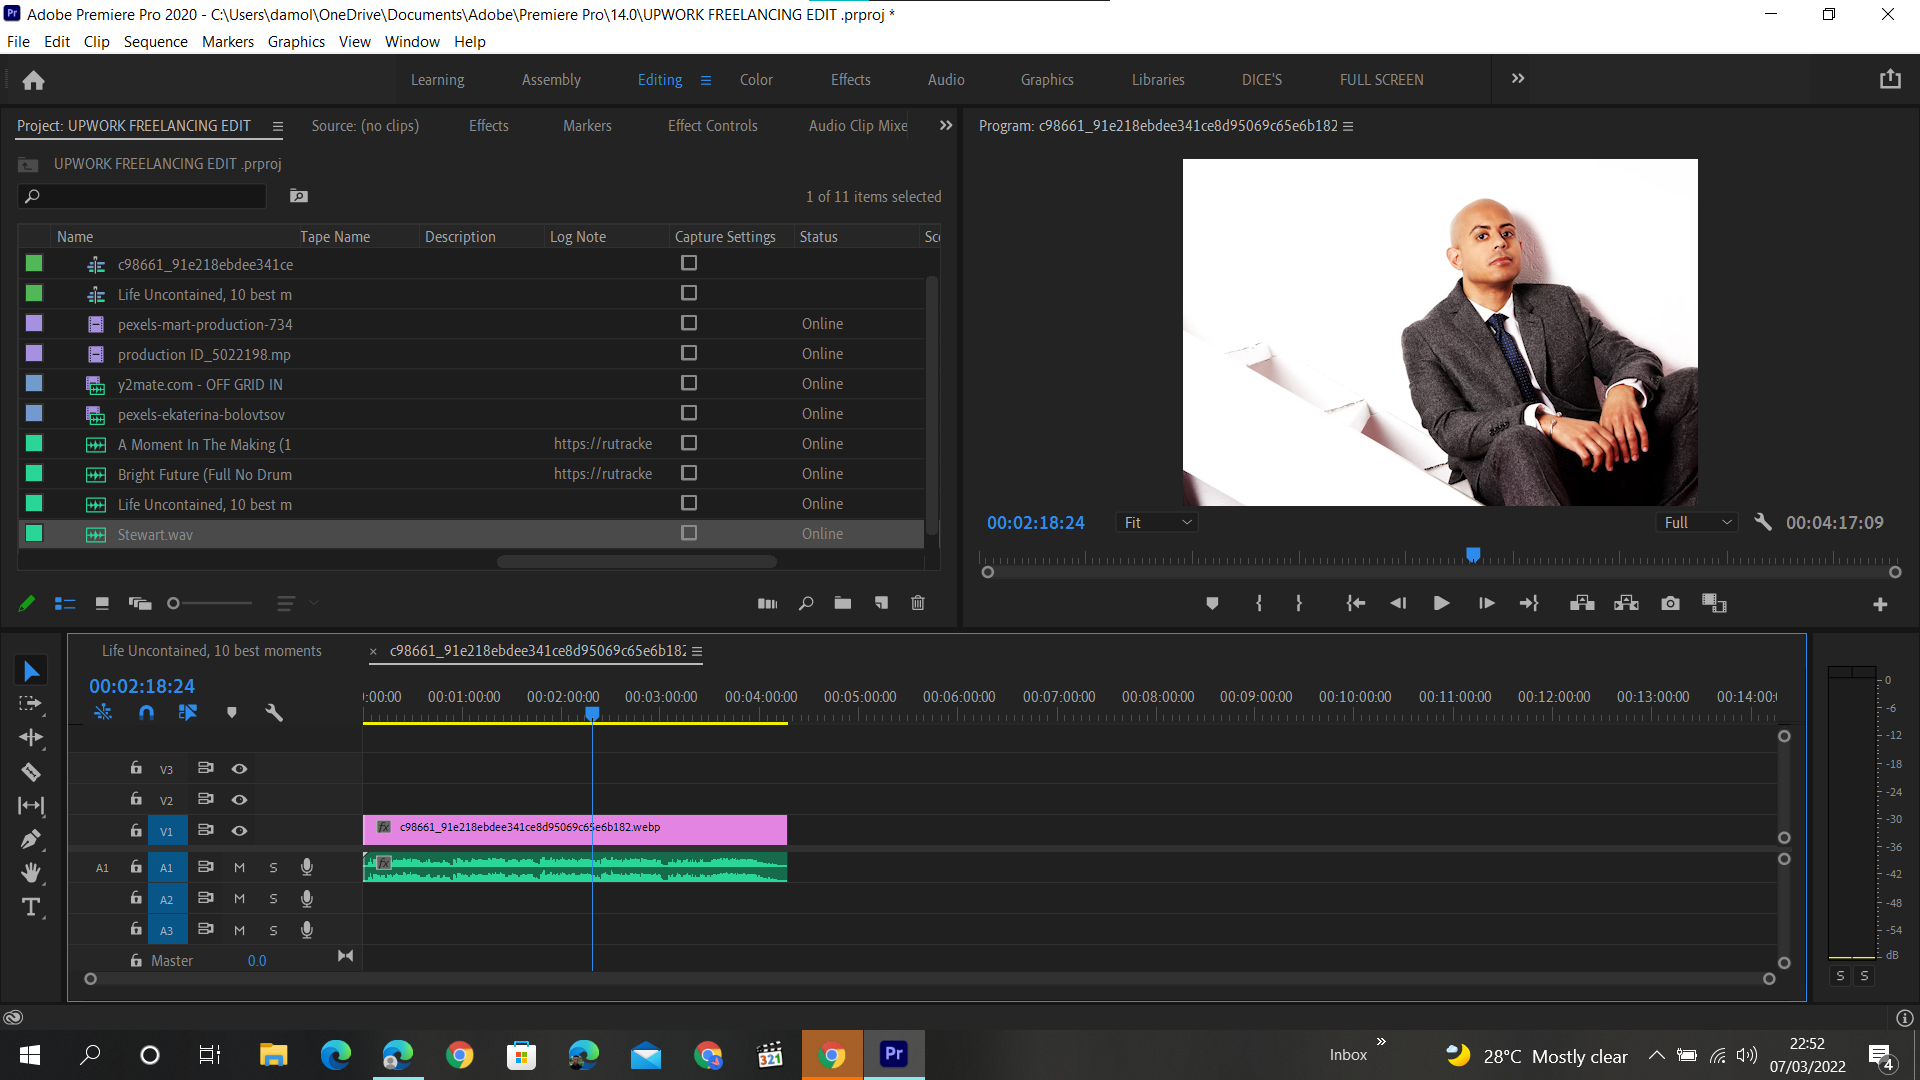 Pr Adobe Premiere Pro 2020 - C:\Users\damol\OneDrive\Documents\Adobe\Premiere Pro\14.0\UPWORK FREELANCING EDIT .prproj *
File Edit Clip Sequence Markers Graphics View Window Help
Learning Assembly Editing Color Effects Audio Graphics Libraries DICE'S FULL SCREEN
Project: UPWORK FREELANCING EDIT Source: (no clips) Effects Markers Effect Controls Audio Clip Mixe
Program: c98661_91e218ebdee341ce8d95069c65e6b182
UPWORK FREELANCING EDIT .prproj
1 of 11 items selected
Name Tape Name Description Log Note Capture Settings Status Sc
c98661_91e218ebdee341ce
Life Uncontained, 10 best m
pexels-mart-production-734 Online
production ID_5022198.mp Online
y2mate.com - OFF GRID IN Online
pexels-ekaterina-bolovtsov Online
A Moment In The Making (1 https://rutracke Online
Bright Future (Full No Drum https://rutracke Online
Life Uncontained, 10 best m Online
Stewart.wav Online
00:02:18:24 Fit Full 00:04:17:09
Life Uncontained, 10 best moments × c98661_91e218ebdee341ce8d95069c65e6b182
00:02:18:24
:00:00 00:01:00:00 00:02:00:00 00:03:00:00 00:04:00:00 00:05:00:00 00:06:00:00 00:07:00:00 00:08:00:00 00:09:00:00 00:10:00:00 00:11:00:00 00:12:00:00 00:13:00:00 00:14:00:
V3
V2
V1 fx c98661_91e218ebdee341ce8d95069c65e6b182.webp
A1 A1 M S fx
A2 M S
A3 M S
Master 0.0
0
-6
-12
-18
-24
-30
-36
-42
-48
-54
dB
S S
321
Pr
Inbox
28°C Mostly clear
22:52
07/03/2022
4